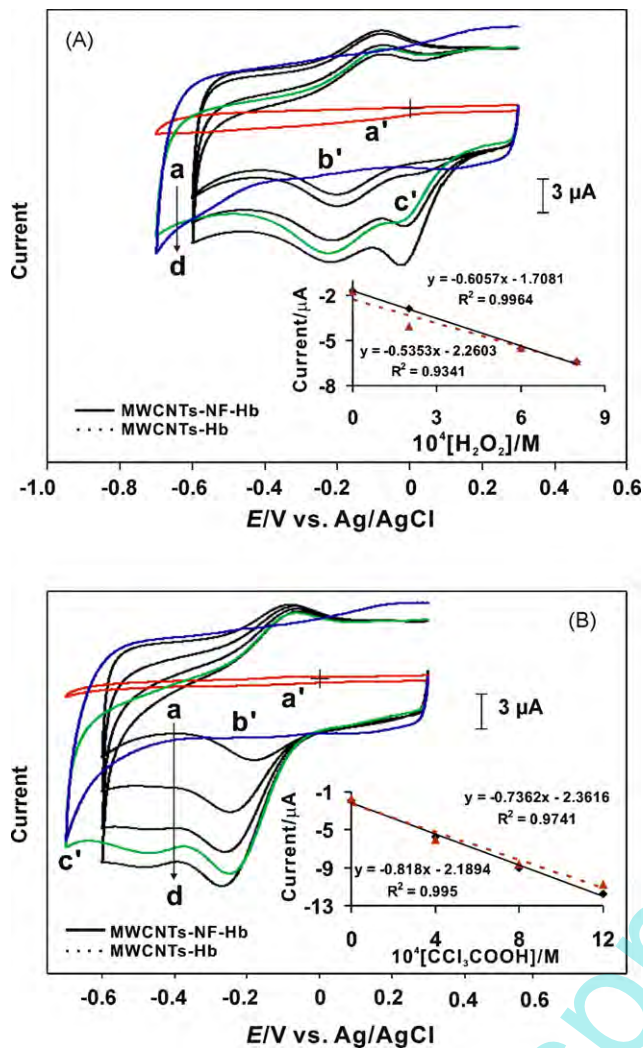 (A)
a'
b'
c'
a
d
3 µA
Current
y = -0.6057x - 1.7081
R² = 0.9964
y = -0.5353x - 2.2603
R² = 0.9341
Current/µA
-2
-5
-8
0 3 6 9
10⁴[H₂O₂]/M
MWCNTs-NF-Hb
MWCNTs-Hb
-1.0 -0.8 -0.6 -0.4 -0.2 0 0.2 0.4 0.6
E/V vs. Ag/AgCl
(B)
a'
b'
c'
a
d
3 µA
Current
y = -0.7362x - 2.3616
R² = 0.9741
y = -0.818x - 2.1894
R² = 0.995
Current/µA
-1
-5
-9
-13
0 4 8 12
10⁴[CCl₃COOH]/M
MWCNTs-NF-Hb
MWCNTs-Hb
-0.6 -0.4 -0.2 0 0.2 0.4
E/V vs. Ag/AgCl